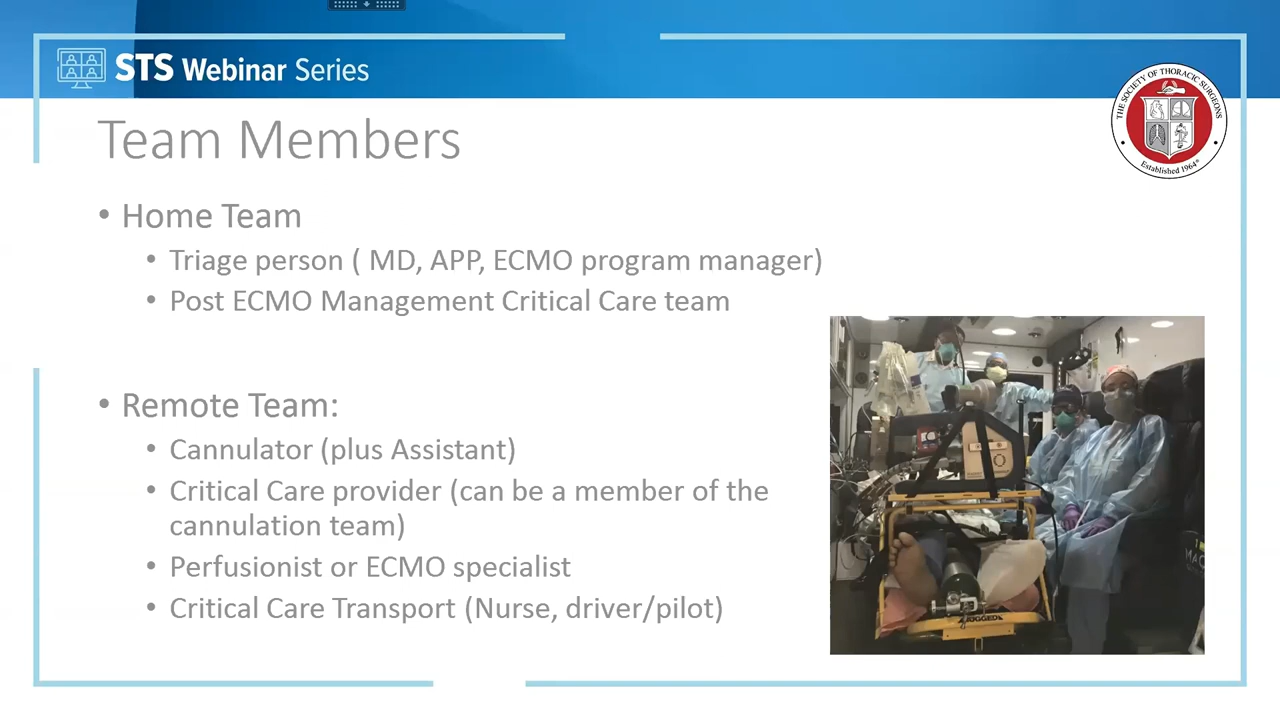 STS Webinar Series
THE SOCIETY OF THORACIC SURGEONS
Established 1964
Team Members
• Home Team
• Triage person ( MD, APP, ECMO program manager)
• Post ECMO Management Critical Care team
• Remote Team:
• Cannulator (plus Assistant)
• Critical Care provider (can be a member of the
cannulation team)
• Perfusionist or ECMO specialist
• Critical Care Transport (Nurse, driver/pilot)